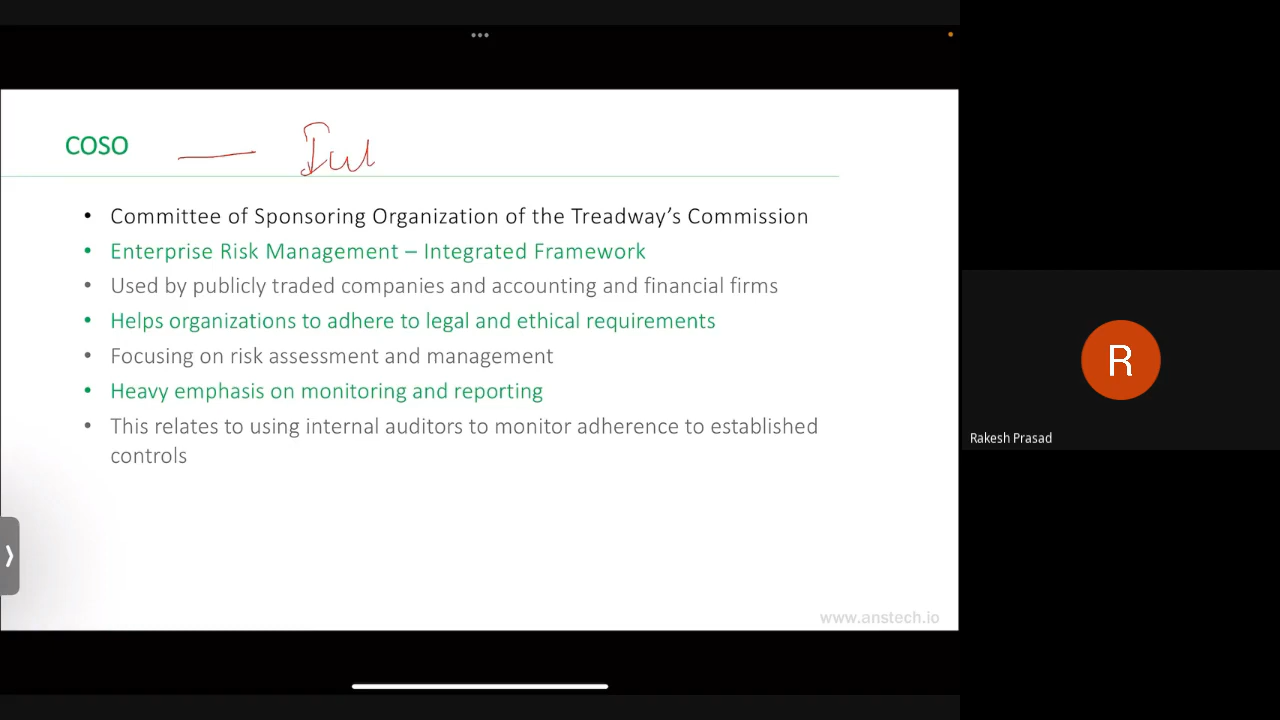 COSO
• Committee of Sponsoring Organization of the Treadway's Commission
• Enterprise Risk Management – Integrated Framework
• Used by publicly traded companies and accounting and financial firms
• Helps organizations to adhere to legal and ethical requirements
• Focusing on risk assessment and management
• Heavy emphasis on monitoring and reporting
• This relates to using internal auditors to monitor adherence to established
controls
www.anstech.io
R
Rakesh Prasad